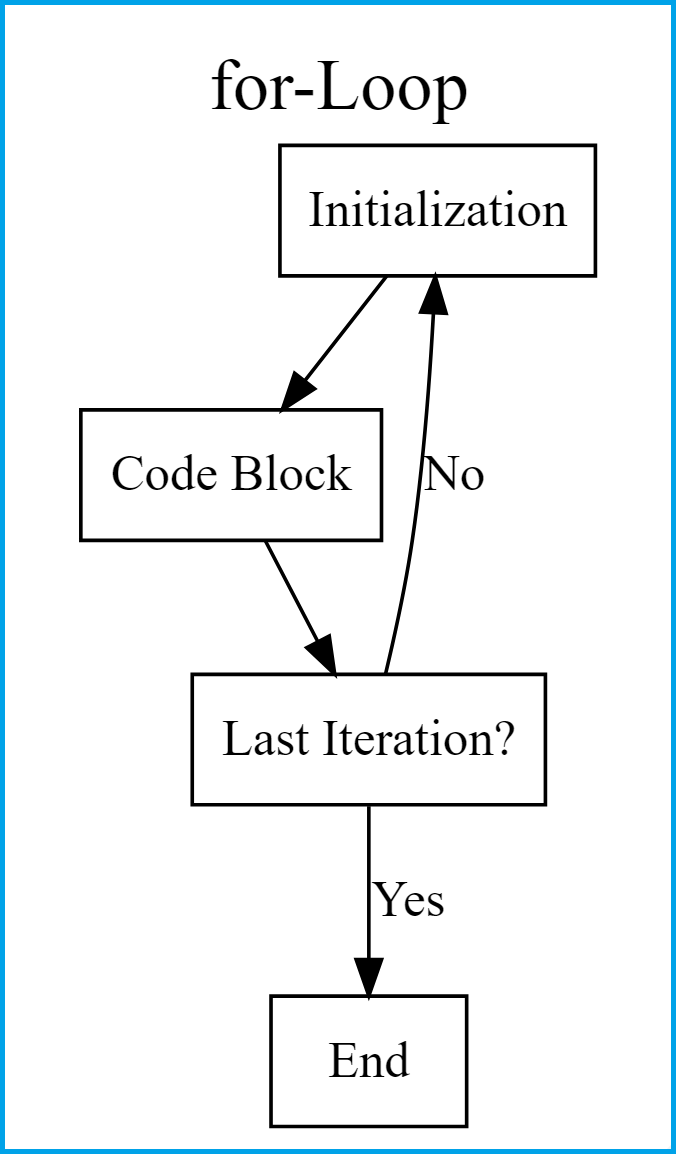 for-Loop
Initialization
Code Block
No
Last Iteration?
Yes
End